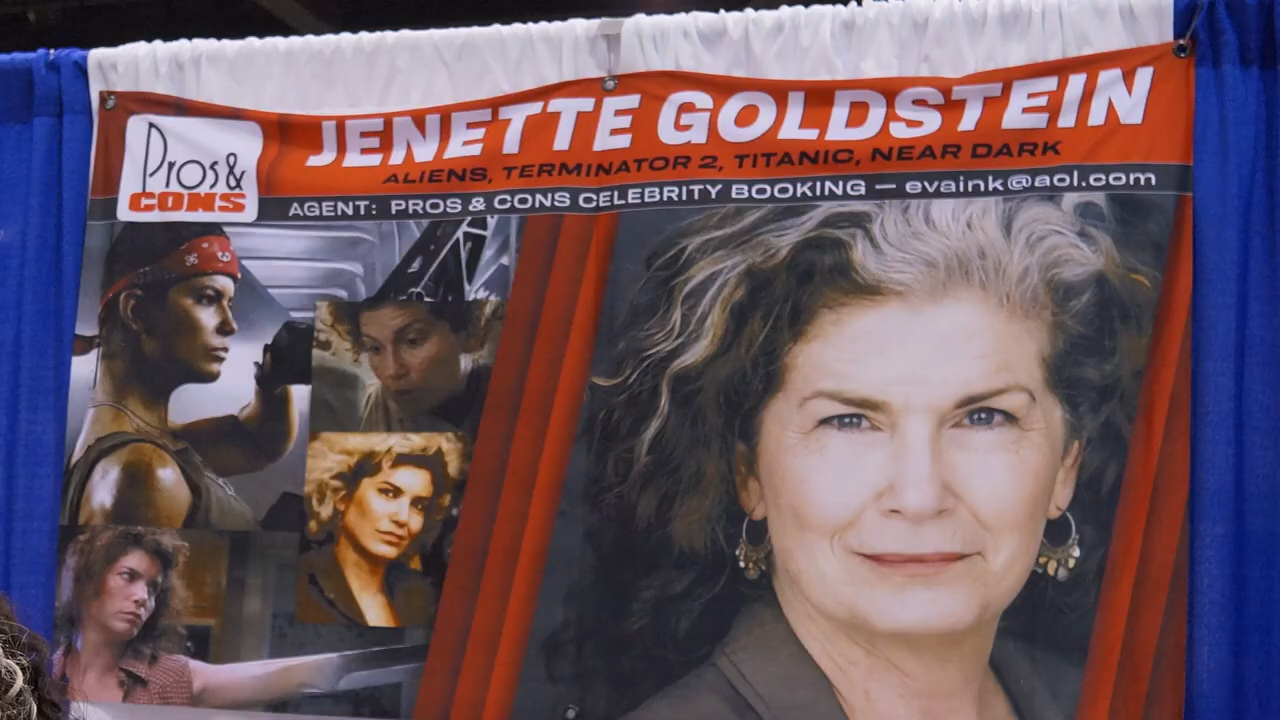 Pros&
CONS
JENETTE GOLDSTEIN
ALIENS, TERMINATOR 2, TITANIC, NEAR DARK
AGENT: PROS & CONS CELEBRITY BOOKING — evaink@aol.com